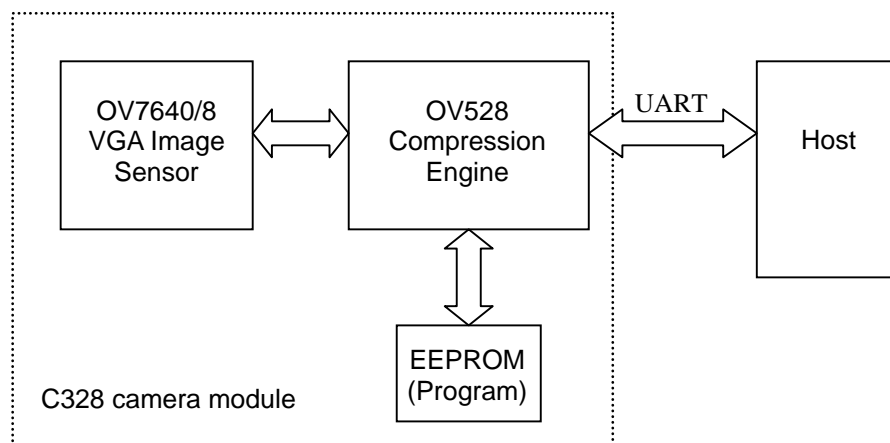 OV7640/8
VGA Image
Sensor
OV528
Compression
Engine
UART
Host
EEPROM
(Program)
C328 camera module